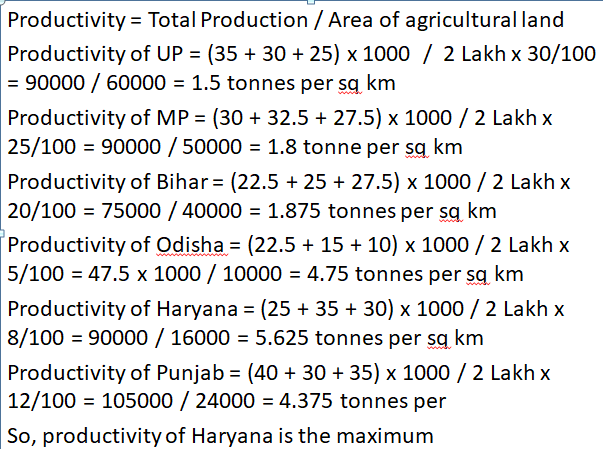 Productivity = Total Production / Area of agricultural land
Productivity of UP = (35 + 30 + 25) x 1000 / 2 Lakh x 30/100
= 90000 / 60000 = 1.5 tonnes per sq km
Productivity of MP = (30 + 32.5 + 27.5) x 1000 / 2 Lakh x
25/100 = 90000 / 50000 = 1.8 tonne per sq km
Productivity of Bihar = (22.5 + 25 + 27.5) x 1000 / 2 Lakh x
20/100 = 75000 / 40000 = 1.875 tonnes per sq km
Productivity of Odisha = (22.5 + 15 + 10) x 1000 / 2 Lakh x
5/100 = 47.5 x 1000 / 10000 = 4.75 tonnes per sq km
Productivity of Haryana = (25 + 35 + 30) x 1000 / 2 Lakh x
8/100 = 90000 / 16000 = 5.625 tonnes per sq km
Productivity of Punjab = (40 + 30 + 35) x 1000 / 2 Lakh x
12/100 = 105000 / 24000 = 4.375 tonnes per
So, productivity of Haryana is the maximum